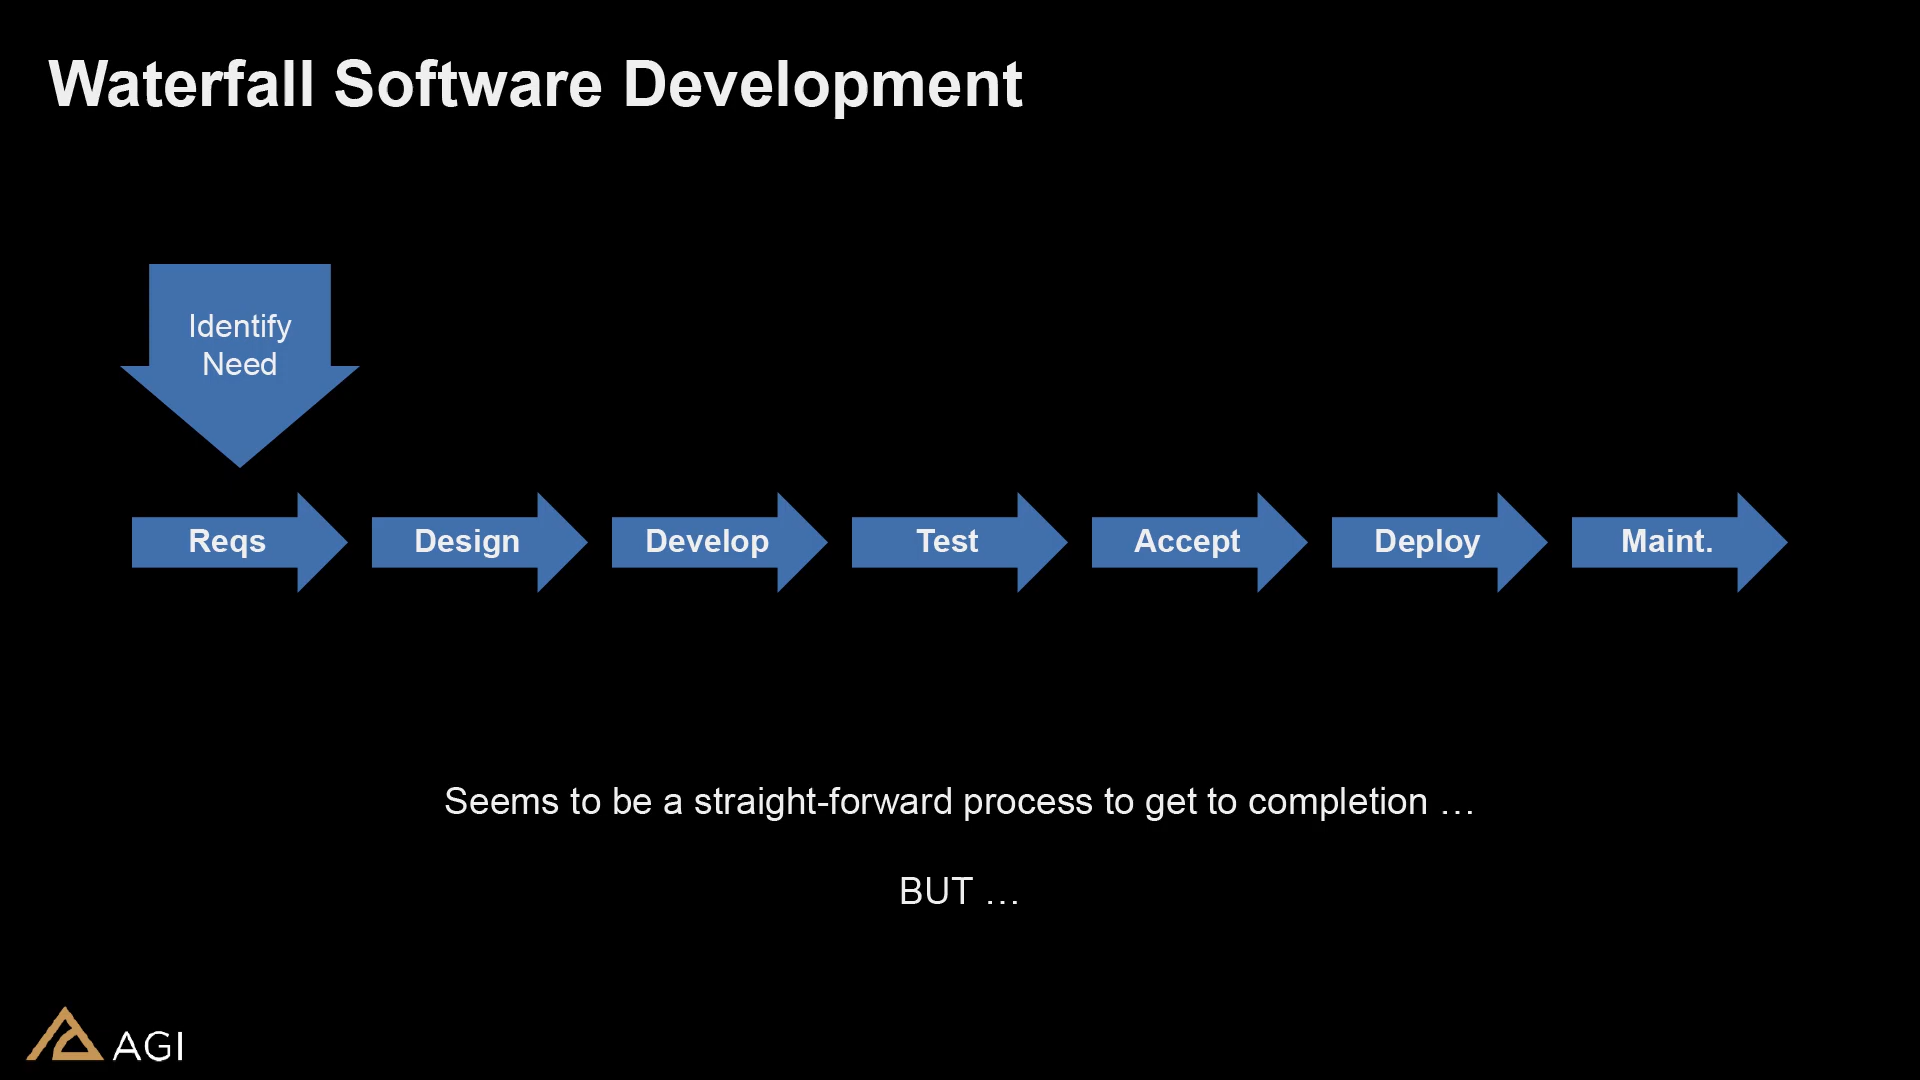 Waterfall Software Development
Identify
Need
Reqs
Design
Develop
Test
Accept
Deploy
Maint.
Seems to be a straight-forward process to get to completion …
BUT …
AGI